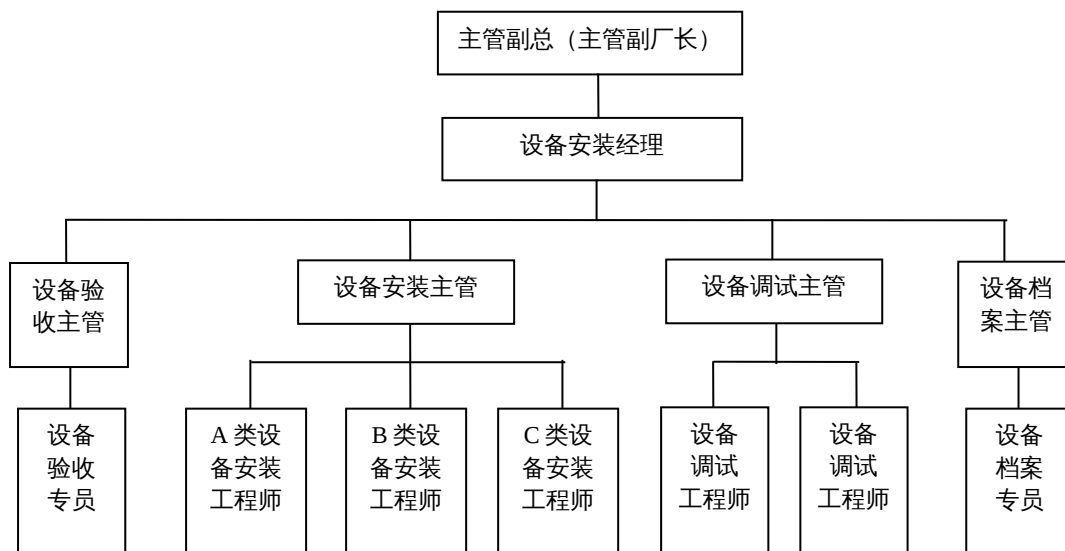 主管副总（主管副厂长）
设备安装经理
设备验
收主管
设备安装主管
设备调试主管
设备档
案主管
设备
验收
专员
A 类设
备安装
工程师
B 类设
备安装
工程师
C 类设
备安装
工程师
设备
调试
工程师
设备
调试
工程师
设备
档案
专员